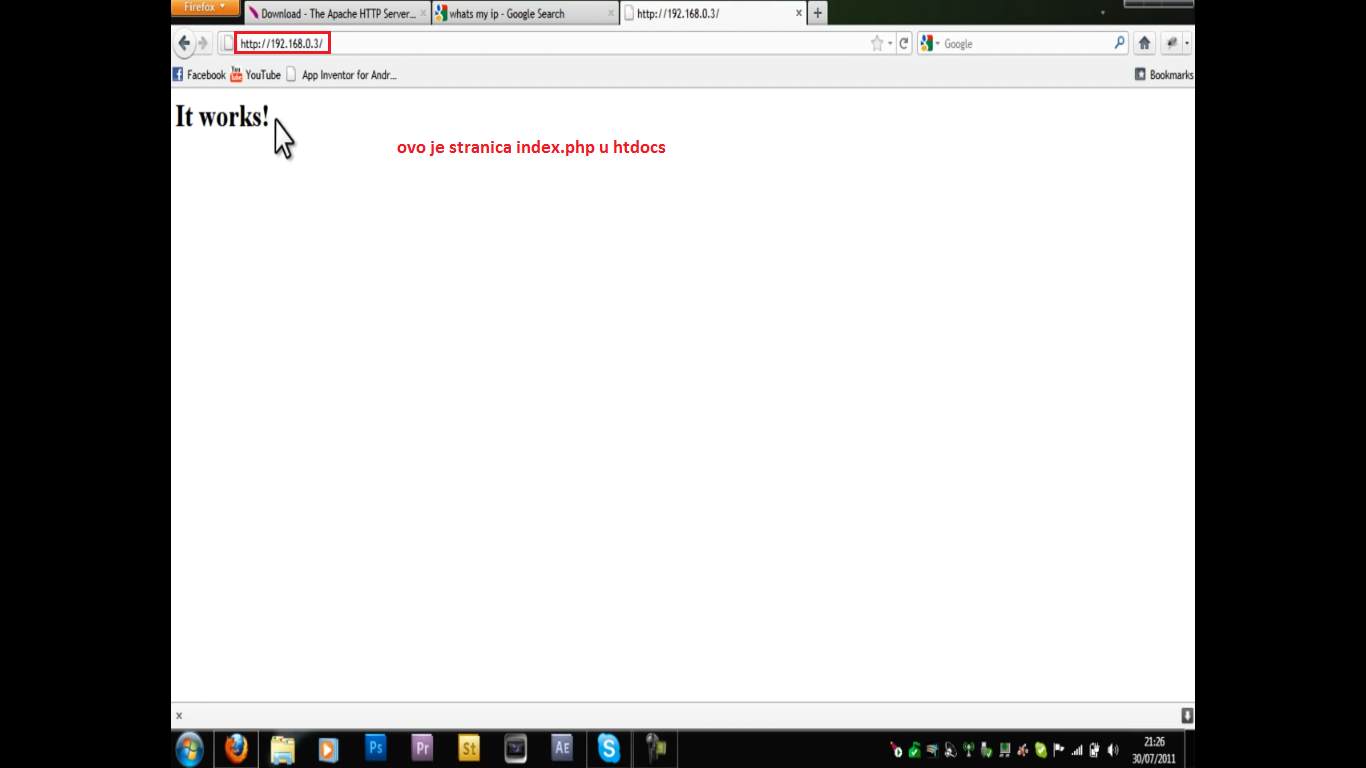 Firefox
Download - The Apache HTTP Server...
whats my ip - Google Search
http://192.168.0.3/
http://192.168.0.3/
Google
Facebook
YouTube
App Inventor for Andr...
Bookmarks
It works!
ovo je stranica index.php u htdocs
x
Ps
Pr
St
Ae
S
21:26
30/07/2011